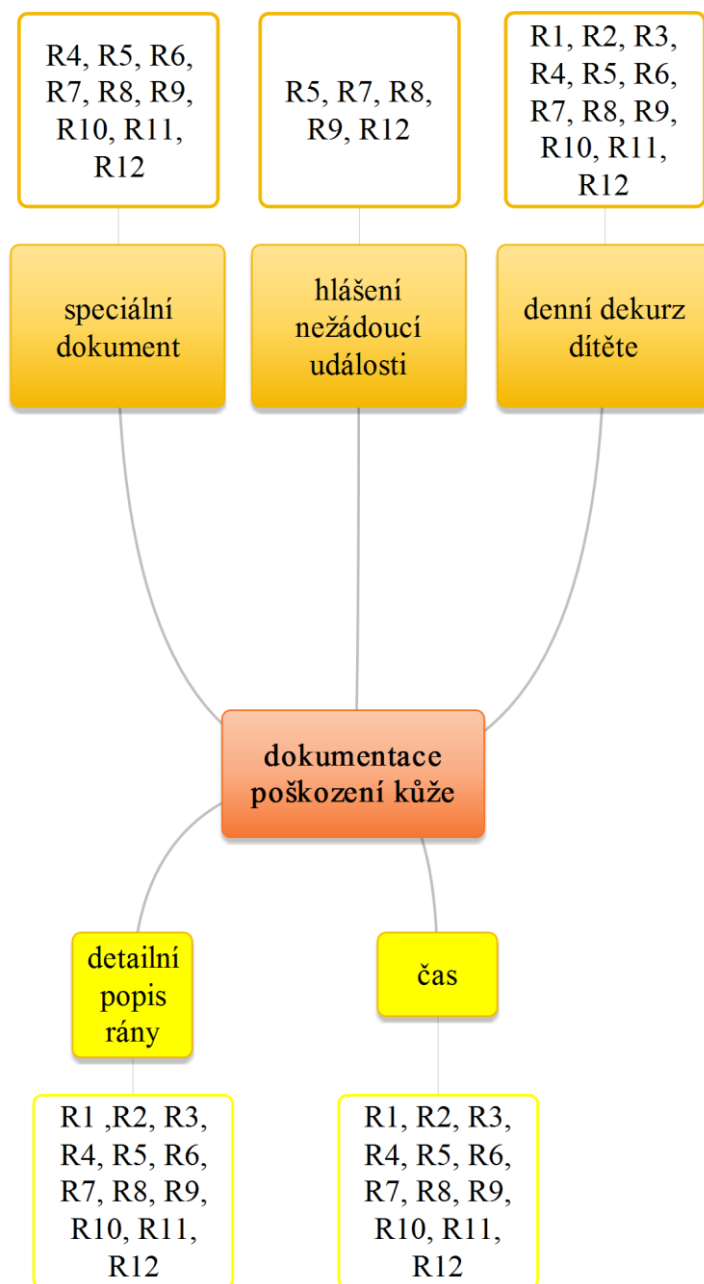 R4, R5, R6,
R7, R8, R9,
R10, R11,
R12
R5, R7, R8,
R9, R12
R1, R2, R3,
R4, R5, R6,
R7, R8, R9,
R10, R11,
R12
speciální
dokument
hlášení
nežádoucí
události
denní dekurz
dítěte
dokumentace
poškození kůže
detailní
popis
rány
čas
R1 ,R2, R3,
R4, R5, R6,
R7, R8, R9,
R10, R11,
R12
R1, R2, R3,
R4, R5, R6,
R7, R8, R9,
R10, R11,
R12